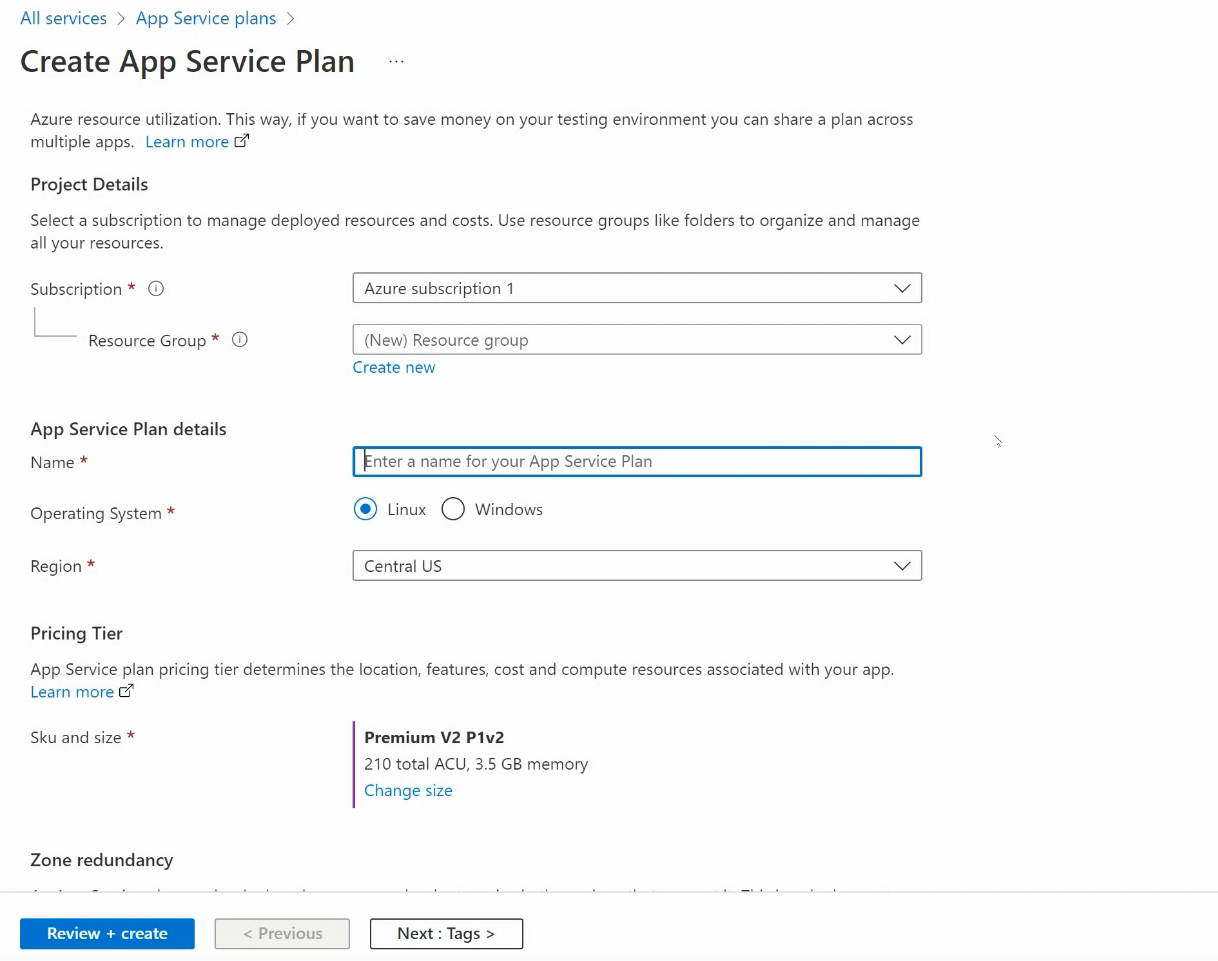 All services > App Service plans >
Create App Service Plan ...
Azure resource utilization. This way, if you want to save money on your testing environment you can share a plan across
multiple apps. Learn more
Project Details
Select a subscription to manage deployed resources and costs. Use resource groups like folders to organize and manage
all your resources.
Subscription *
Azure subscription 1
Resource Group *
(New) Resource group
Create new
App Service Plan details
Name *
Enter a name for your App Service Plan
Operating System *
Linux Windows
Region *
Central US
Pricing Tier
App Service plan pricing tier determines the location, features, cost and compute resources associated with your app.
Learn more
Sku and size *
Premium V2 P1v2
210 total ACU, 3.5 GB memory
Change size
Zone redundancy
Review + create
< Previous
Next : Tags >